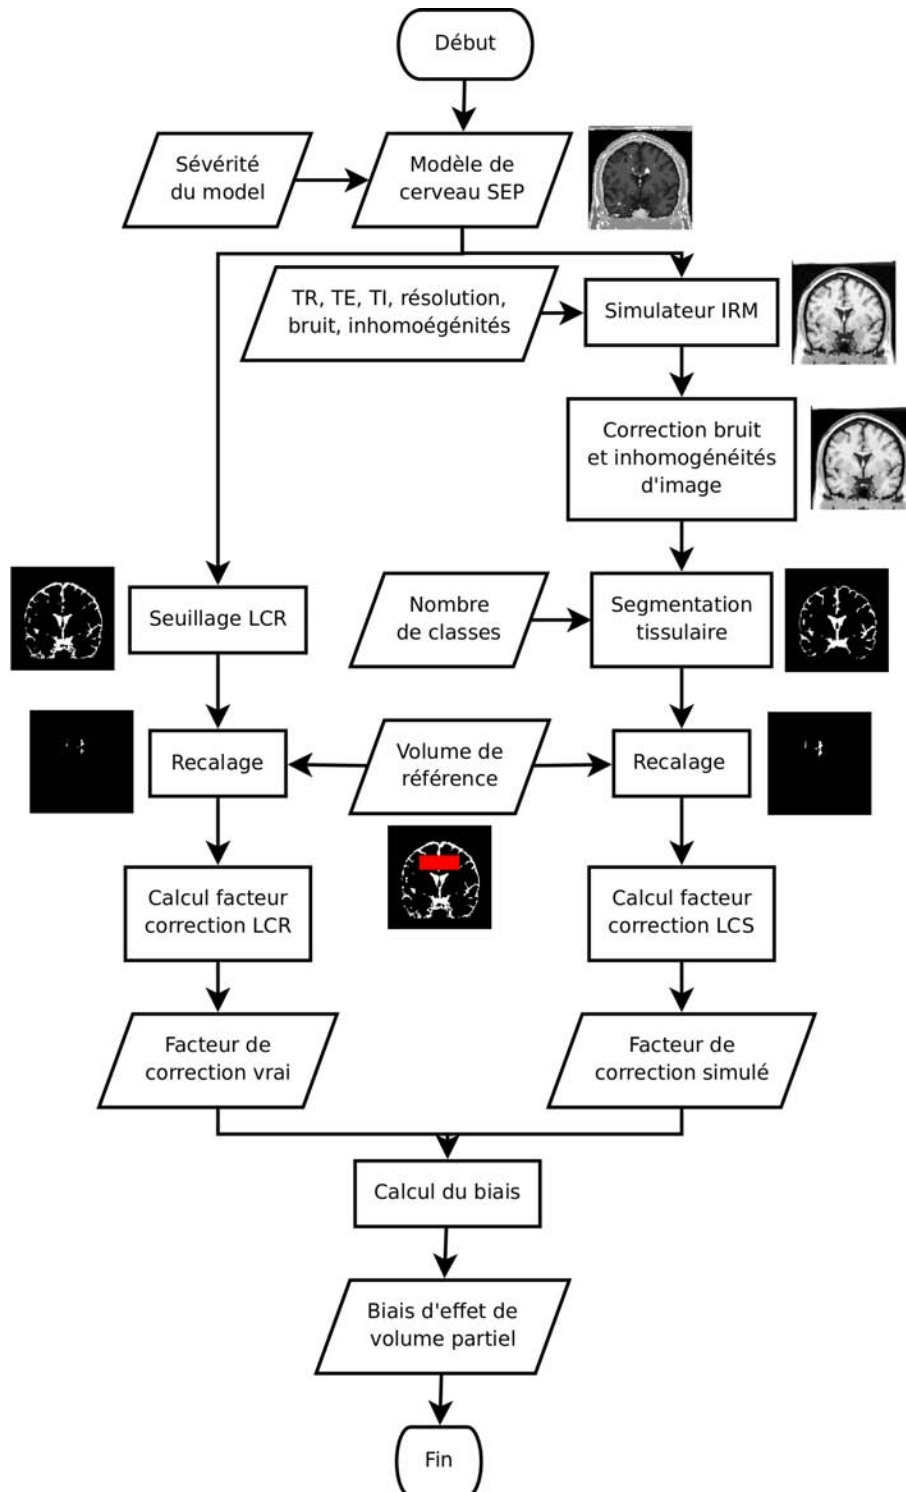 Début
Sévérité
du model
Modèle de
cerveau SEP
TR, TE, TI, résolution,
bruit, inhomoégénités
Simulateur IRM
Correction bruit
et inhomogénéités
d'image
Seuillage LCR
Nombre
de classes
Segmentation
tissulaire
Recalage
Volume de
référence
Recalage
Calcul facteur
correction LCR
Calcul facteur
correction LCS
Facteur de
correction vrai
Facteur de
correction simulé
Calcul du biais
Biais d'effet de
volume partiel
Fin